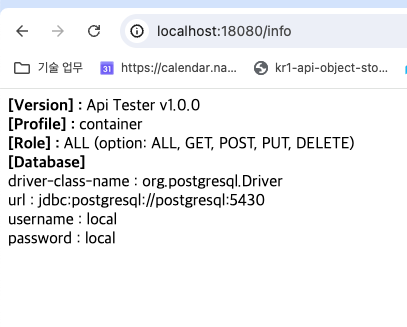 localhost:18080/info
기술 업무
31
https://calendar.na...
kr1-api-object-sto...
[Version] : Api Tester v1.0.0
[Profile] : container
[Role] : ALL (option: ALL, GET, POST, PUT, DELETE)
[Database]
driver-class-name : org.postgresql.Driver
url : jdbc:postgresql://postgresql:5430
username : local
password : local